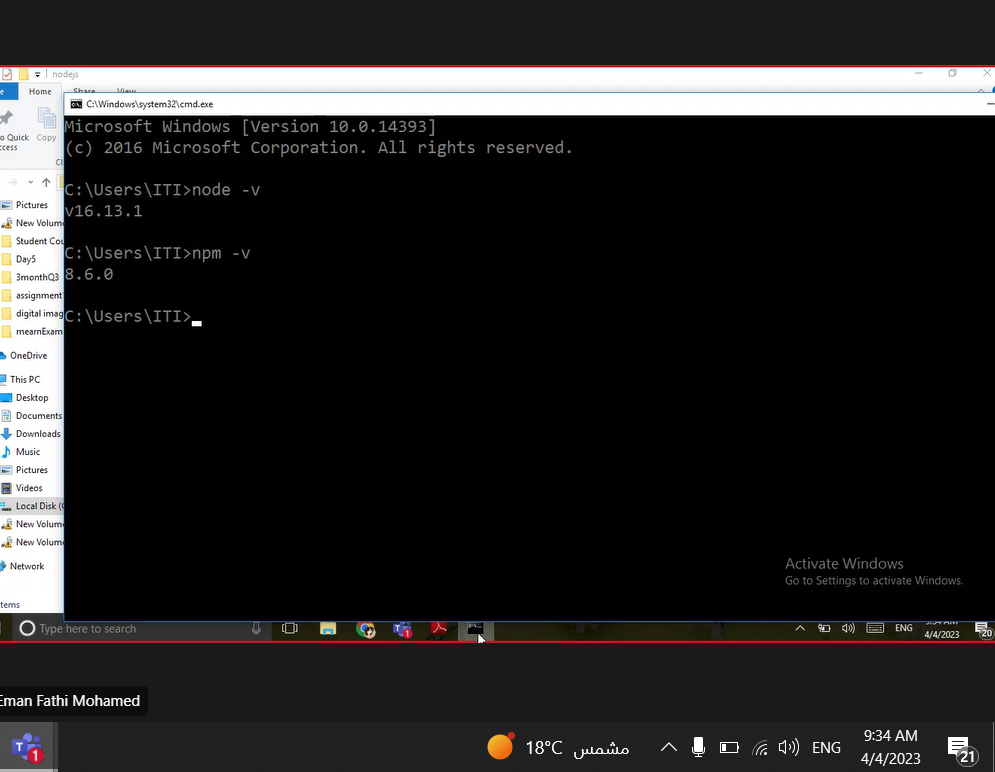 nodejs
Home Share View
C:\Windows\system32\cmd.exe
Copy
Microsoft Windows [Version 10.0.14393]
(c) 2016 Microsoft Corporation. All rights reserved.
C:\Users\ITI>node -v
v16.13.1
C:\Users\ITI>npm -v
8.6.0
C:\Users\ITI>
o Quick
ccess
Pictures
New Volum
Student Cou
Day5
3monthQ3
assignment
digital imag
mearnExam
OneDrive
This PC
Desktop
Documents
Downloads
Music
Pictures
Videos
Local Disk (
New Volum
New Volum
Network
tems
Activate Windows
Go to Settings to activate Windows.
Type here to search
1
ENG
9:34 AM
4/4/2023
20
Eman Fathi Mohamed
T
1
18°C مشمس
ENG
9:34 AM
4/4/2023
21